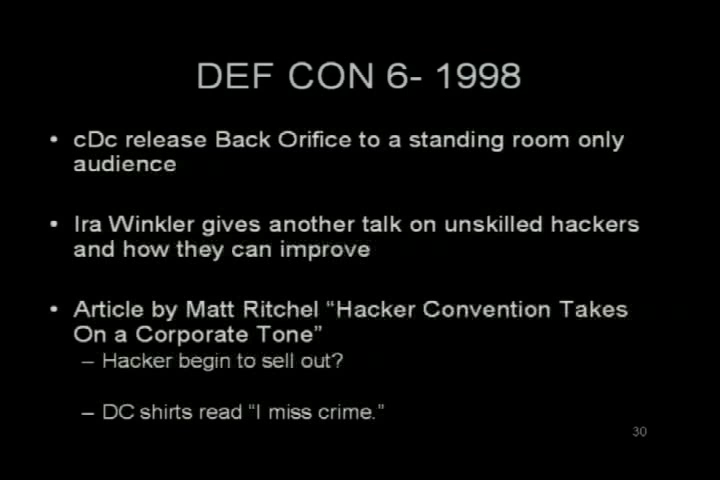 DEF CON 6- 1998
• cDc release Back Orifice to a standing room only
audience
• Ira Winkler gives another talk on unskilled hackers
and how they can improve
• Article by Matt Ritchel “Hacker Convention Takes
On a Corporate Tone”
– Hacker begin to sell out?
– DC shirts read “I miss crime.”
30